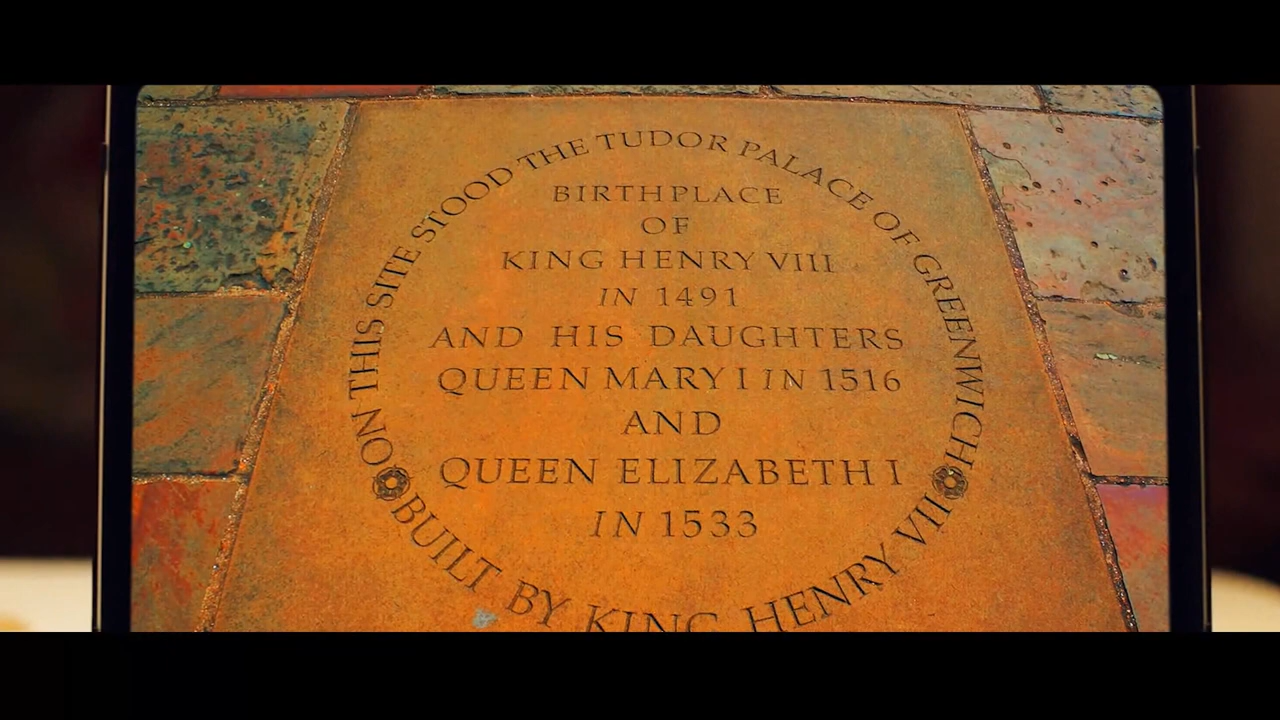 ON THIS SITE STOOD THE TUDOR PALACE OF GREENWICH
BIRTHPLACE
OF
KING HENRY VIII
IN 1491
AND HIS DAUGHTERS
QUEEN MARY I IN 1516
AND
QUEEN ELIZABETH I
IN 1533
BUILT BY KING HENRY VII